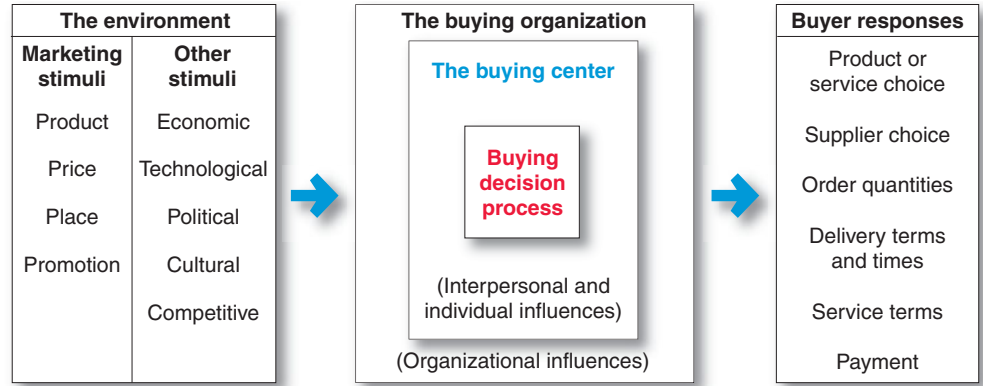 The environment
Marketing
stimuli
Product
Price
Place
Promotion
Other
stimuli
Economic
Technological
Political
Cultural
Competitive
The buying organization
The buying center
Buying
decision
process
(Interpersonal and
individual influences)
(Organizational influences)
Buyer responses
Product or
service choice
Supplier choice
Order quantities
Delivery terms
and times
Service terms
Payment